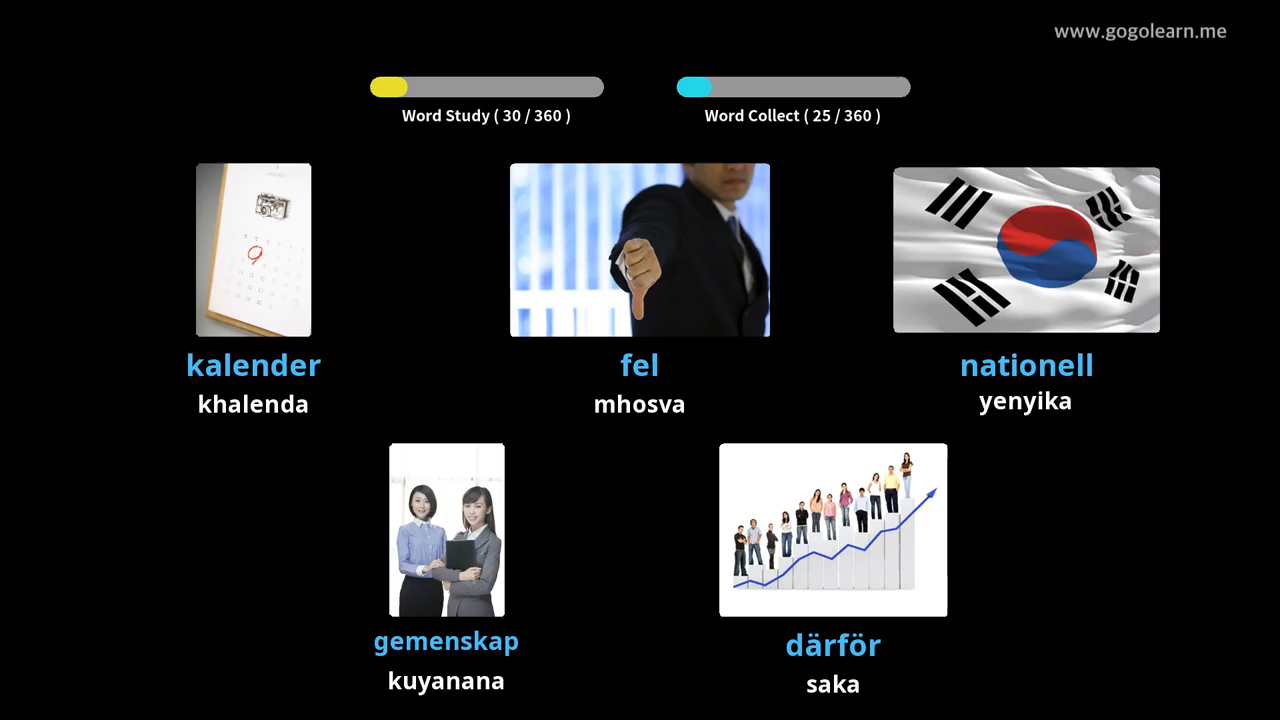 www.gogolearn.me
Word Study ( 30 / 360 )
Word Collect ( 25 / 360 )
kalender
khalenda
fel
mhosva
nationell
yenyika
gemenskap
kuyanana
därför
saka